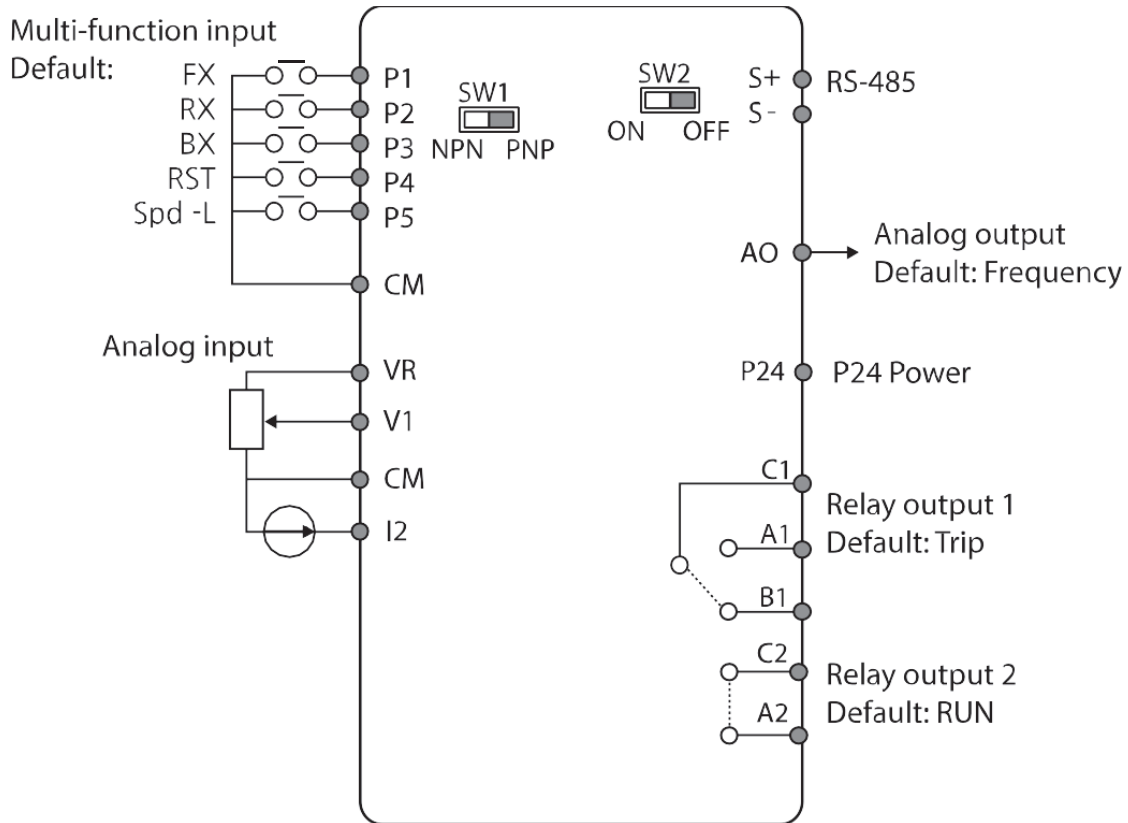 Multi-function input
Default:
FX
RX
BX
RST
Spd -L
P1
P2
P3
P4
P5
CM
SW1
NPN PNP
SW2
ON OFF
S+
S-
RS-485
AO
Analog output
Default: Frequency
Analog input
VR
V1
CM
I2
P24
P24 Power
C1
A1
B1
Relay output 1
Default: Trip
C2
A2
Relay output 2
Default: RUN